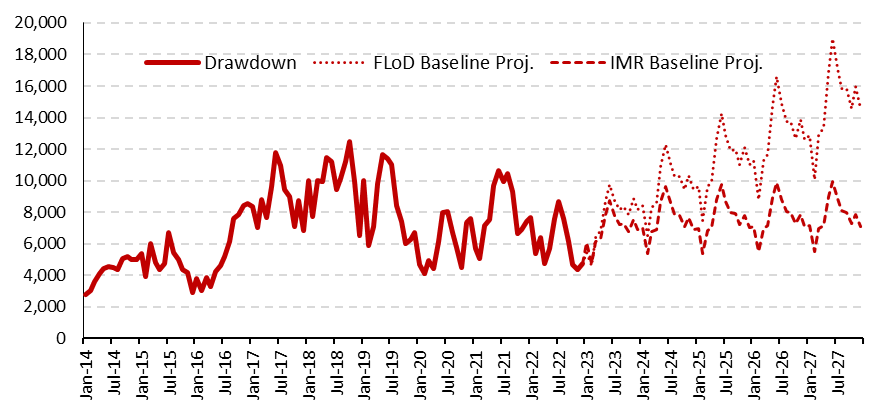 20,000
18,000
16,000
14,000
12,000
10,000
8,000
6,000
4,000
2,000
0
Drawdown FLoD Baseline Proj. IMR Baseline Proj.
Jan-14
Jul-14
Jan-15
Jul-15
Jan-16
Jul-16
Jan-17
Jul-17
Jan-18
Jul-18
Jan-19
Jul-19
Jan-20
Jul-20
Jan-21
Jul-21
Jan-22
Jul-22
Jan-23
Jul-23
Jan-24
Jul-24
Jan-25
Jul-25
Jan-26
Jul-26
Jan-27
Jul-27